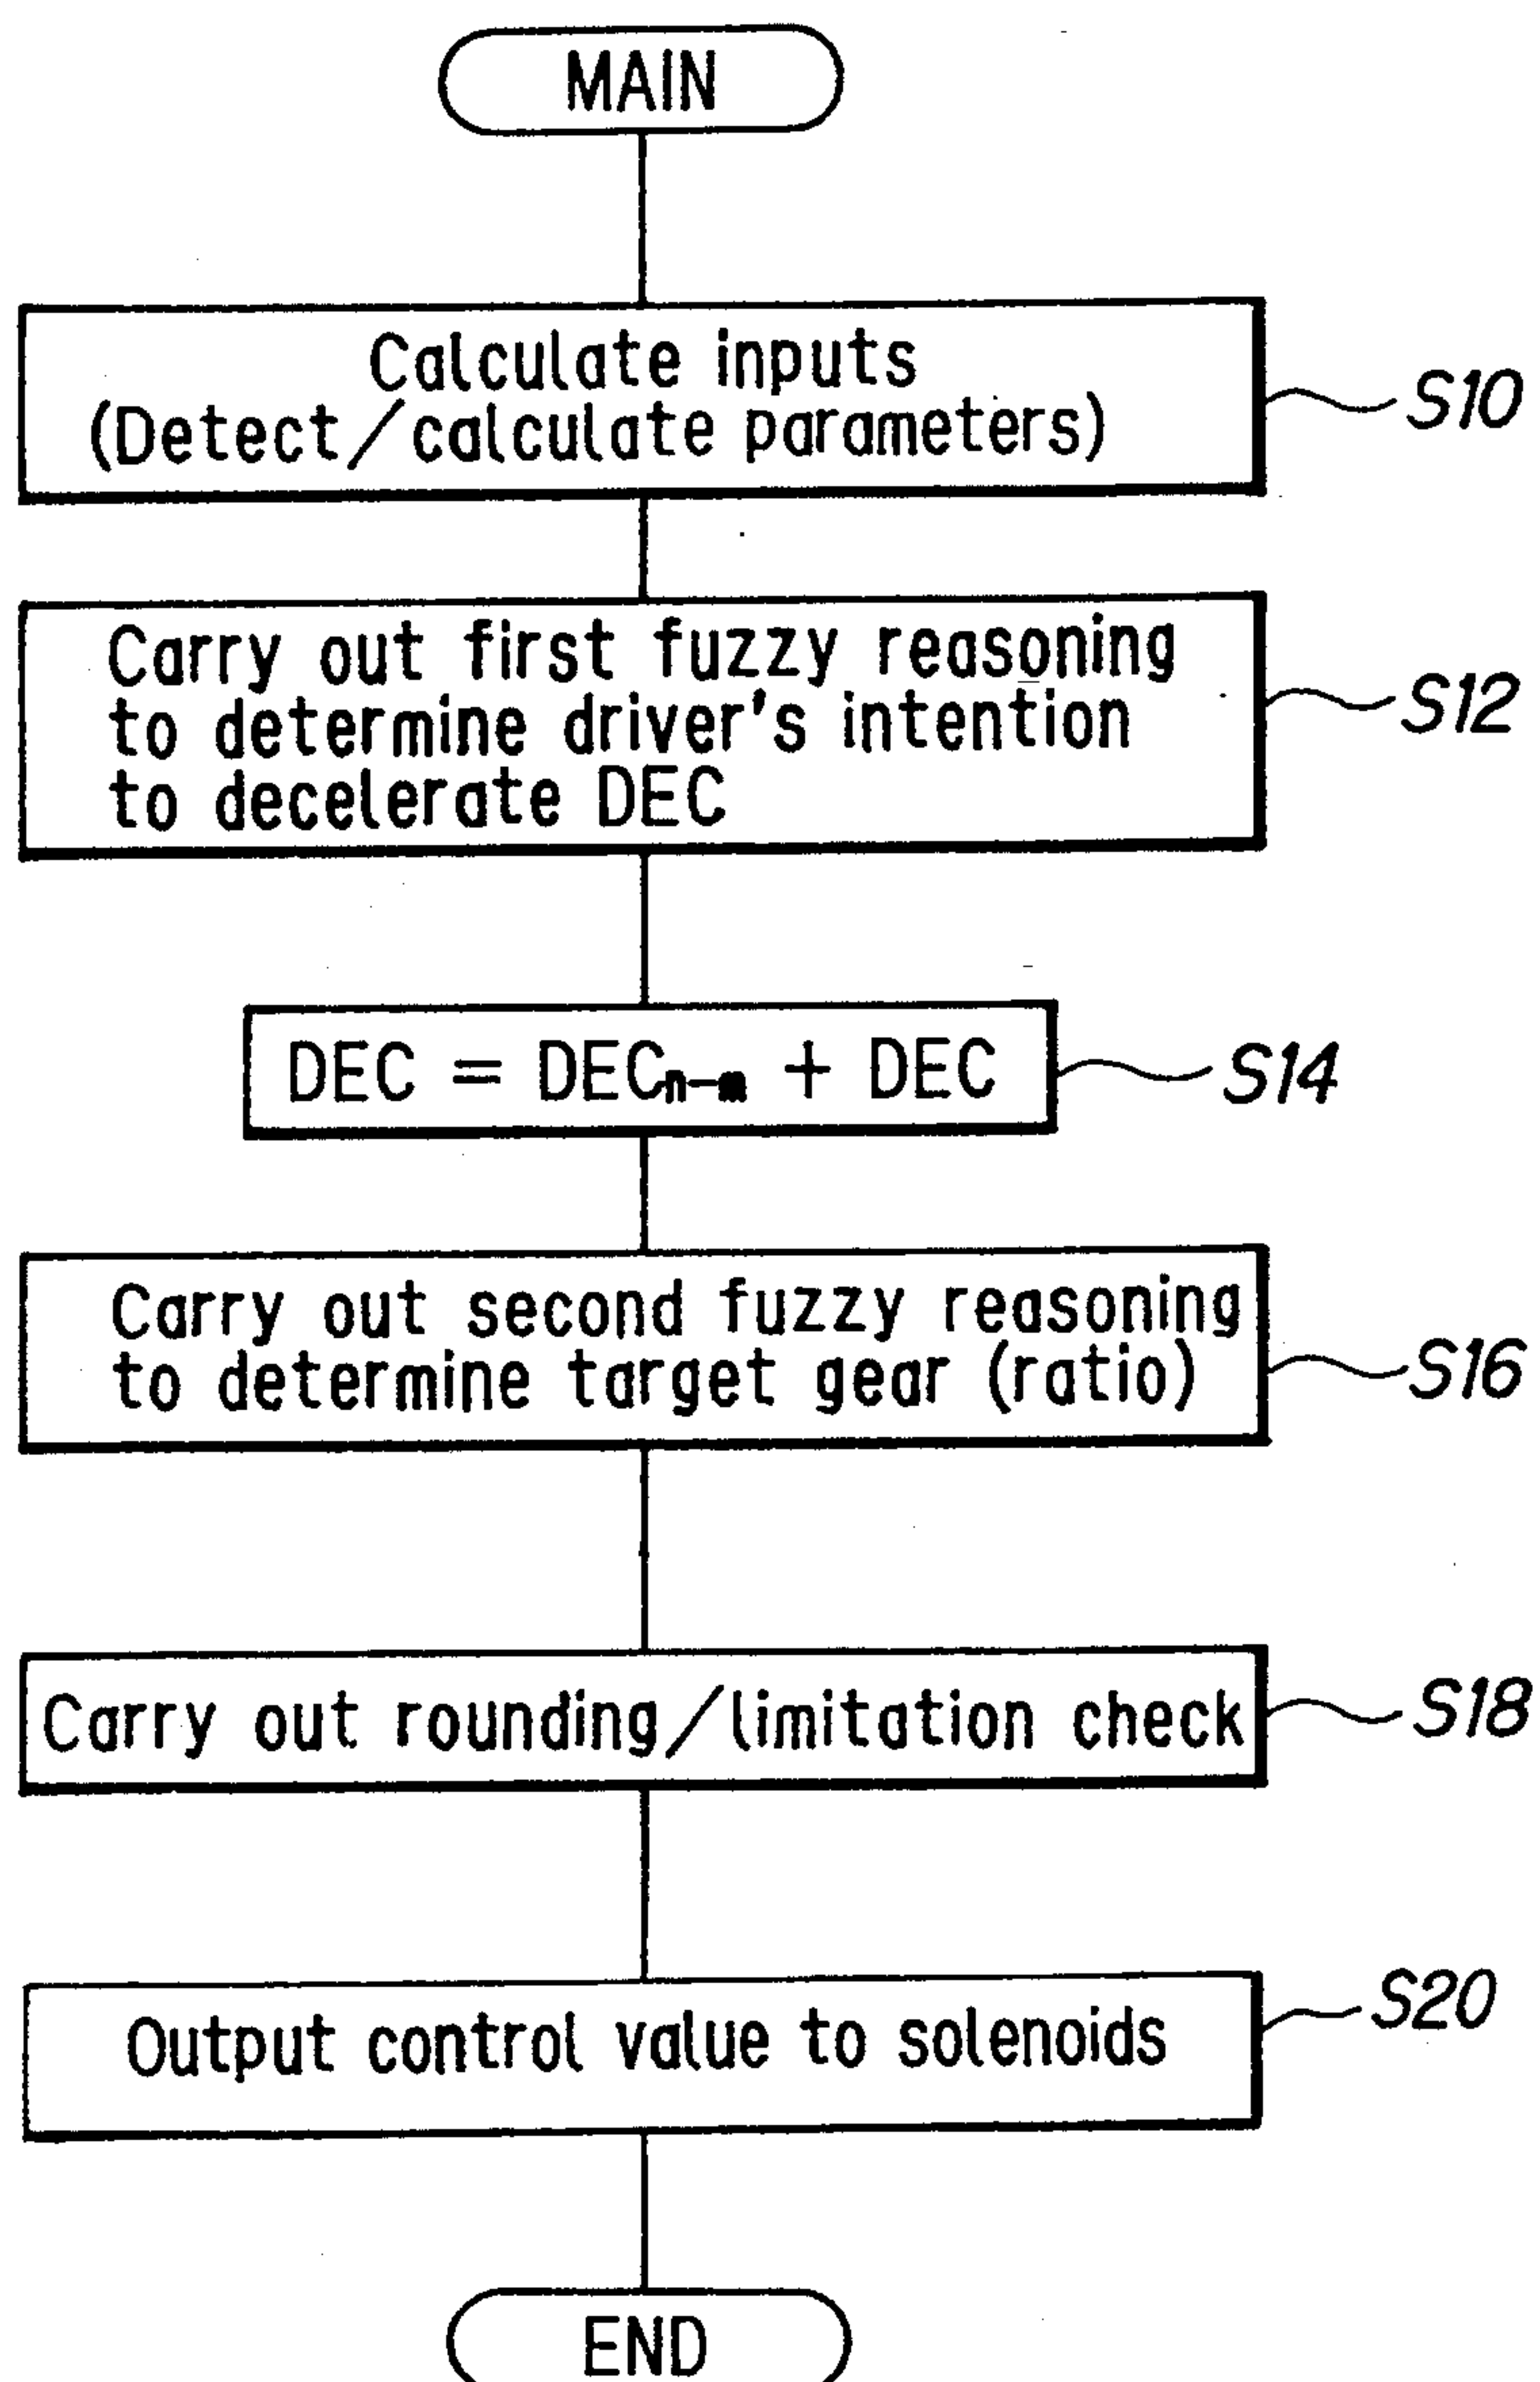 MAIN
Calculate inputs
(Detect/calculate parameters)
S10
Carry out first fuzzy reasoning
to determine driver's intention
to decelerate DEC
S12
DEC = DECn-m + DEC
S14
Carry out second fuzzy reasoning
to determine target gear (ratio)
S16
Carry out rounding/limitation check
S18
Output control value to solenoids
S20
END